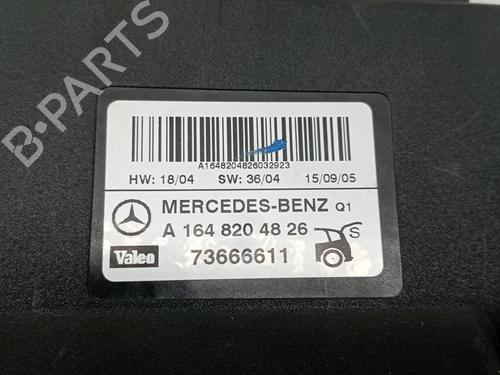 B-PARTS
A1648204826032923
HW: 18/04 SW: 36/04 15/09/05
MERCEDES-BENZ Q1
A 164 820 48 26
S
Valeo 73666611